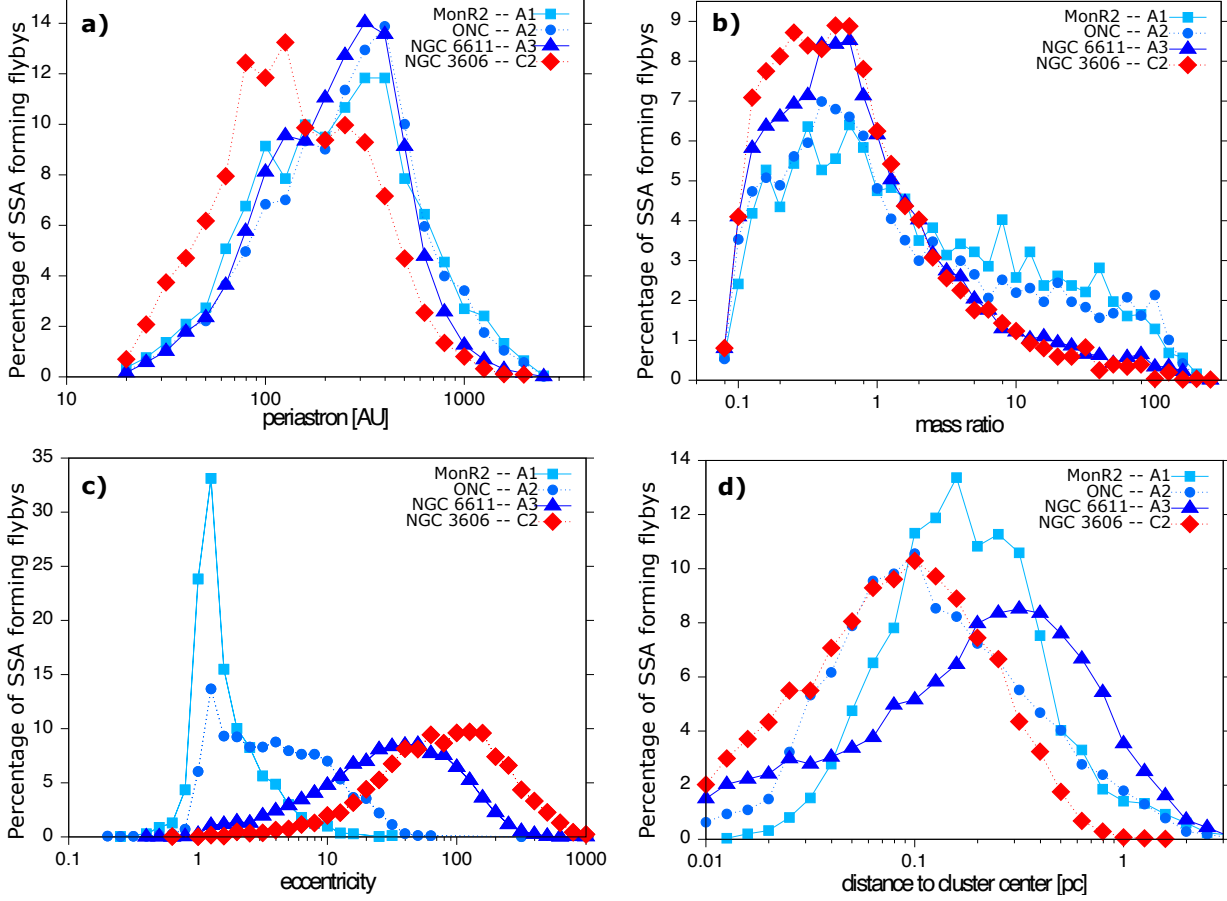 a)
MonR2 -- A1
ONC -- A2
NGC 6611-- A3
NGC 3606 -- C2
Percentage of SSA forming flybys
14
12
10
8
6
4
2
0
10
100
1000
periastron [AU]
b)
MonR2 -- A1
ONC -- A2
NGC 6611-- A3
NGC 3606 -- C2
Percentage of SSA forming flybys
9
8
7
6
5
4
3
2
1
0
0.1
1
10
100
mass ratio
c)
MonR2 -- A1
ONC -- A2
NGC 6611-- A3
NGC 3606 -- C2
Percentage of SSA forming flybys
35
30
25
20
15
10
5
0
0.1
1
10
100
1000
eccentricity
d)
MonR2 -- A1
ONC -- A2
NGC 6611-- A3
NGC 3606 -- C2
Percentage of SSA forming flybys
14
12
10
8
6
4
2
0
0.01
0.1
1
distance to cluster center [pc]